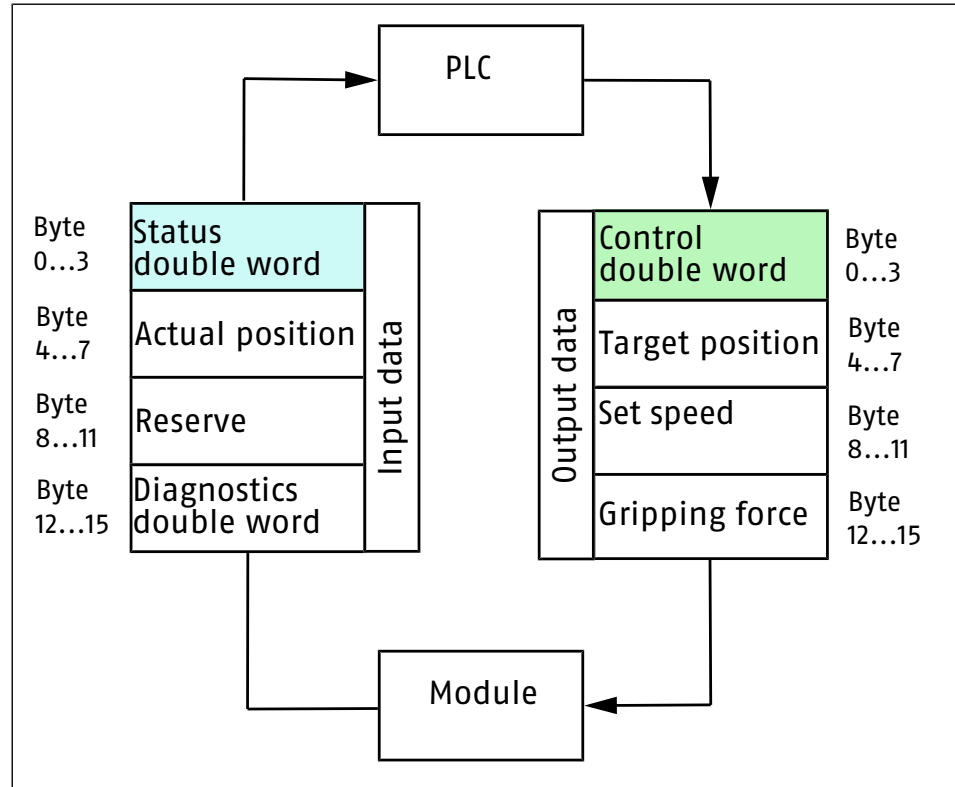 PLC
Byte
0...3
Status
double word
Byte
4...7
Actual position
Byte
8...11
Reserve
Byte
12...15
Diagnostics
double word
Input data
Output data
Control
double word
Byte
0...3
Target position
Byte
4...7
Set speed
Byte
8...11
Gripping force
Byte
12...15
Module